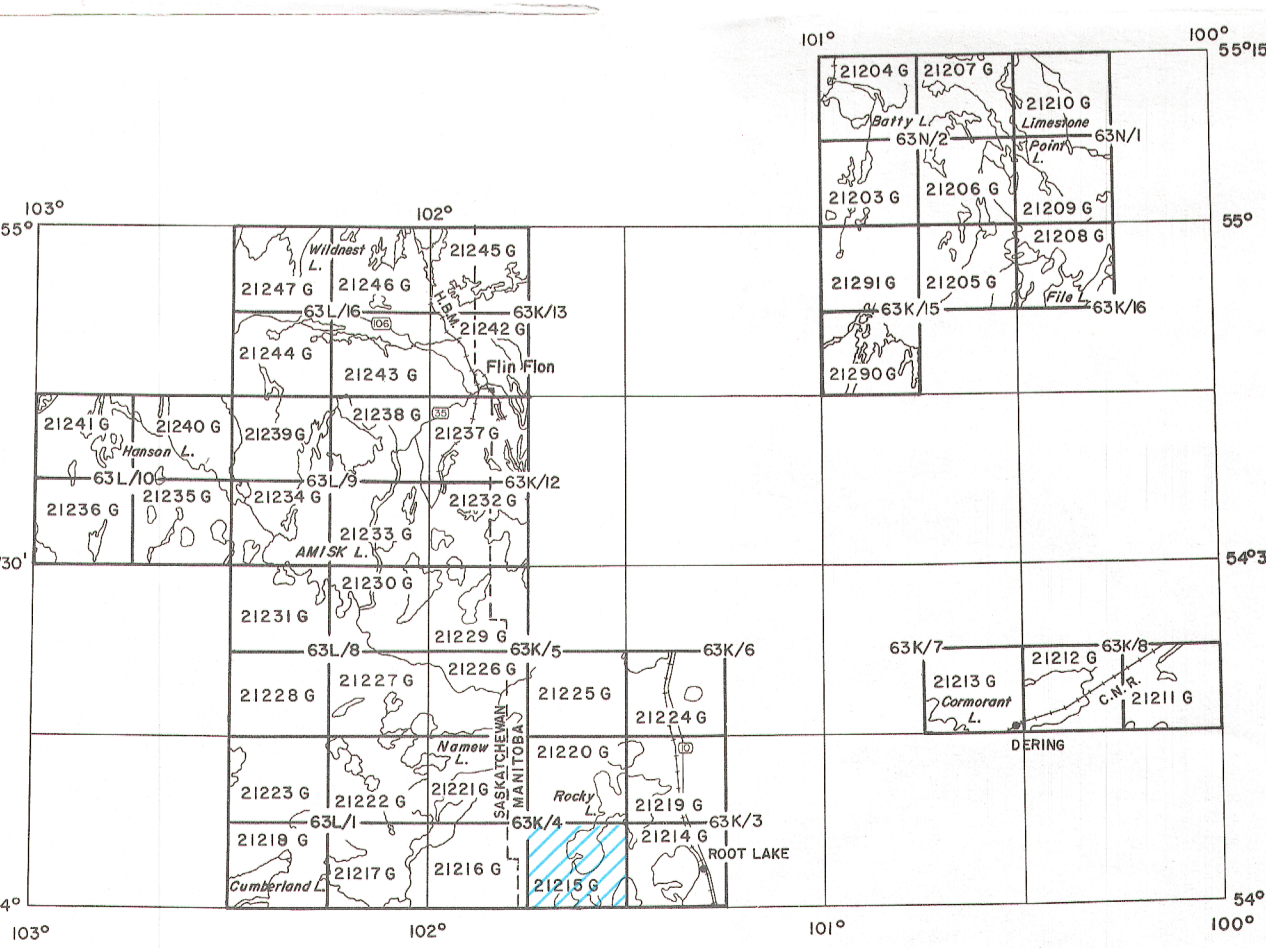 101°
100°
55°15
21204 G
21207 G
21210 G
Batty L.
Limestone
Point
L.
63N/2
63N/1
21203 G
21206 G
21209 G
103°
102°
55°
55°
21208 G
21291 G
21205 G
File L.
63K/15
63K/16
21290 G
Wildnest
L.
21245 G
21247 G
21246 G
H.B.M.
63L/16
63K/13
106
21242 G
21244 G
21243 G
Flin Flon
21241 G
21240 G
21239 G
21238 G
35
21237 G
Hanson L.
63L/10
63L/9
63K/12
21236 G
21235 G
21234 G
21233 G
21232 G
AMISK L.
30'
54°3
21231 G
21230 G
21229 G
63L/8
63K/5
63K/6
63K/7
63K/8
21228 G
21227 G
21226 G
21225 G
21224 G
21213 G
21212 G
21211 G
Cormorant
L.
C.N.R.
DERING
SASKATCHEWAN
MANITOBA
Namew
L.
21220 G
10
21223 G
21222 G
21221 G
Rocky
L.
21219 G
63L/1
63K/4
63K/3
21218 G
21217 G
21216 G
21215 G
21214 G
ROOT LAKE
Cumberland L.
4°
54°
103°
102°
101°
100°